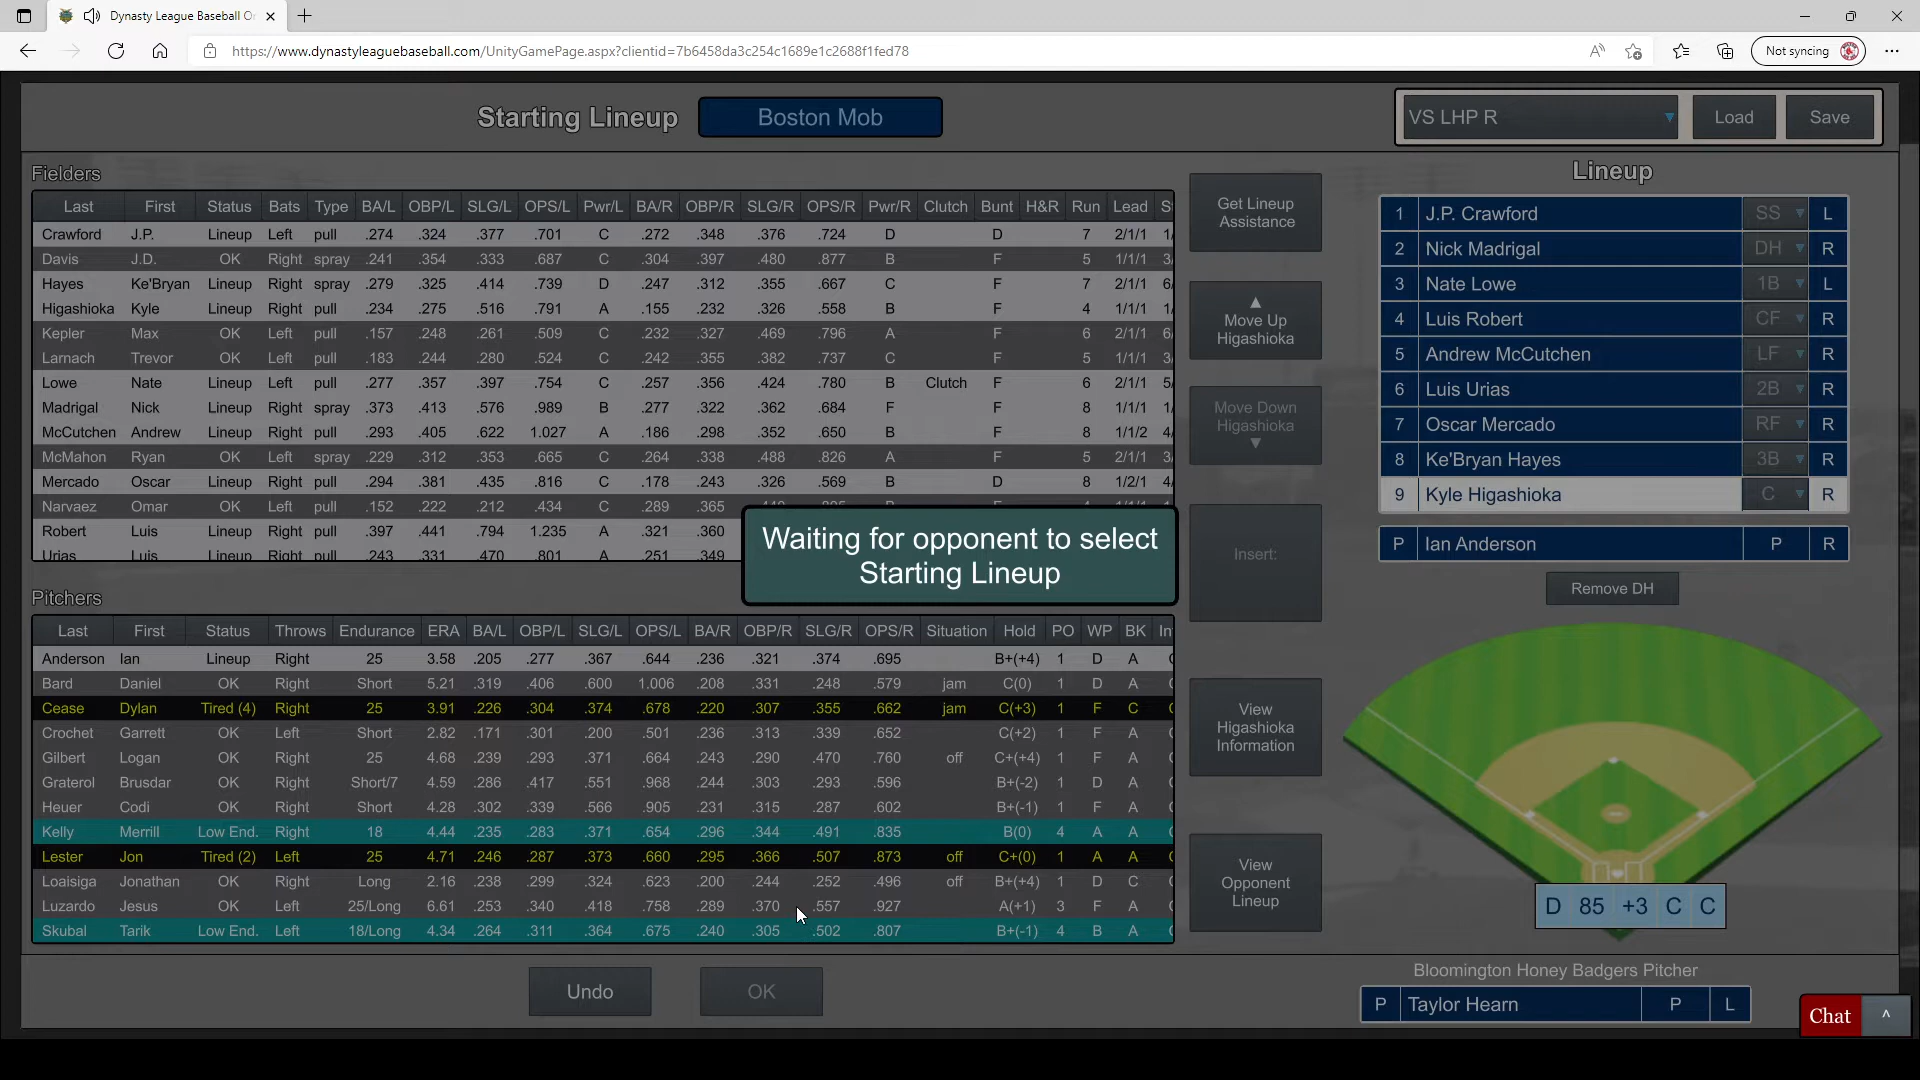 Dynasty League Baseball O
https://www.dynastyleaguebaseball.com/UnityGamePage.aspx?clientid=7b6458da3c254c1689e1c2688f1fed78
Not syncing
Starting Lineup
Boston Mob
VS LHP R
Load
Save
Fielders
Last First Status Bats Type BA/L OBP/L SLG/L OPS/L Pwr/L BA/R OBP/R SLG/R OPS/R Pwr/R Clutch Bunt H&R Run Lead
Crawford J.P. Lineup Left pull .274 .324 .377 .701 C .272 .348 .376 .724 D D 7 2/1/1
Davis J.D. OK Right spray .241 .354 .333 .687 C .304 .397 .480 .877 B F 5 1/1/1
Hayes Ke'Bryan Lineup Right spray .279 .325 .414 .739 D .247 .312 .355 .667 C F 7 2/1/1
Higashioka Kyle Lineup Right pull .234 .275 .516 .791 A .155 .232 .326 .558 B F 4 1/1/1
Kepler Max OK Left pull .157 .248 .261 .509 C .232 .327 .469 .796 A F 6 2/1/1
Larnach Trevor OK Left pull .183 .244 .280 .524 C .242 .355 .382 .737 C F 5 1/1/1
Lowe Nate Lineup Left pull .277 .357 .397 .754 C .257 .356 .424 .780 B Clutch F 6 2/1/1
Madrigal Nick Lineup Right spray .373 .413 .576 .989 B .277 .322 .362 .684 F F 8 1/1/1
McCutchen Andrew Lineup Right pull .293 .405 .622 1.027 A .186 .298 .352 .650 B F 8 1/1/2
McMahon Ryan OK Left spray .229 .312 .353 .665 C .264 .338 .488 .826 A F 5 2/1/1
Mercado Oscar Lineup Right pull .294 .381 .435 .816 C .178 .243 .326 .569 B D 8 1/2/1
Narvaez Omar OK Left pull .152 .222 .212 .434 C .289 .365
Robert Luis Lineup Right pull .397 .441 .794 1.235 A .321 .360
Urias Luis Lineup Right pull .243 .331 .470 .801 A .251 .349
Waiting for opponent to select
Starting Lineup
Pitchers
Last First Status Throws Endurance ERA BA/L OBP/L SLG/L OPS/L BA/R OBP/R SLG/R OPS/R Situation Hold PO WP BK
Anderson Ian Lineup Right 25 3.58 .205 .277 .367 .644 .236 .321 .374 .695 B+(+4) 1 D A
Bard Daniel OK Right Short 5.21 .319 .406 .600 1.006 .208 .331 .248 .579 jam C(0) 1 D A
Cease Dylan Tired (4) Right 25 3.91 .226 .304 .374 .678 .220 .307 .355 .662 jam C(+3) 1 F C
Crochet Garrett OK Left Short 2.82 .171 .301 .200 .501 .236 .313 .339 .652 C(+2) 1 F A
Gilbert Logan OK Right 25 4.68 .239 .293 .371 .664 .243 .290 .470 .760 off C+(+4) 1 F A
Graterol Brusdar OK Right Short/7 4.59 .286 .417 .551 .968 .244 .303 .293 .596 B+(-2) 1 D A
Heuer Codi OK Right Short 4.28 .302 .339 .566 .905 .231 .315 .287 .602 B+(-1) 1 F A
Kelly Merrill Low End. Right 18 4.44 .235 .283 .371 .654 .296 .344 .491 .835 B(0) 4 A A
Lester Jon Tired (2) Left 25 4.71 .246 .287 .373 .660 .295 .366 .507 .873 off C+(0) 1 A A
Loaisiga Jonathan OK Right Long 2.16 .238 .299 .324 .623 .200 .244 .252 .496 off B+(+4) 1 D C
Luzardo Jesus OK Left 25/Long 6.61 .253 .340 .418 .758 .289 .370 .557 .927 A(+1) 3 F A
Skubal Tarik Low End. Left 18/Long 4.34 .264 .311 .364 .675 .240 .305 .502 .807 B+(-1) 4 B A
Undo
OK
Get Lineup
Assistance
Move Up
Higashioka
Move Down
Higashioka
Insert:
View
Higashioka
Information
View
Opponent
Lineup
Lineup
1 J.P. Crawford SS L
2 Nick Madrigal DH R
3 Nate Lowe 1B L
4 Luis Robert CF R
5 Andrew McCutchen LF R
6 Luis Urias 2B R
7 Oscar Mercado RF R
8 Ke'Bryan Hayes 3B R
9 Kyle Higashioka C R
P Ian Anderson P R
Remove DH
D 85 +3 C C
Bloomington Honey Badgers Pitcher
P Taylor Hearn P L
Chat ^